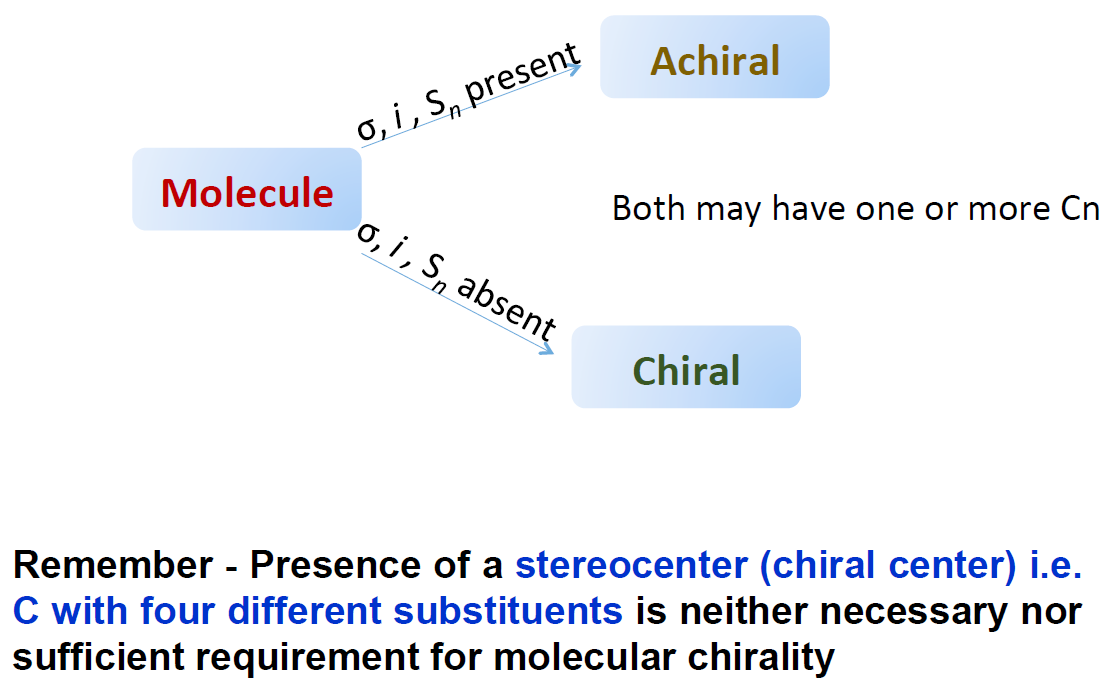 Achiral
σ, i , Sn present
Molecule
Both may have one or more Cn
σ, i , Sn absent
Chiral
Remember - Presence of a stereocenter (chiral center) i.e.
C with four different substituents is neither necessary nor
sufficient requirement for molecular chirality